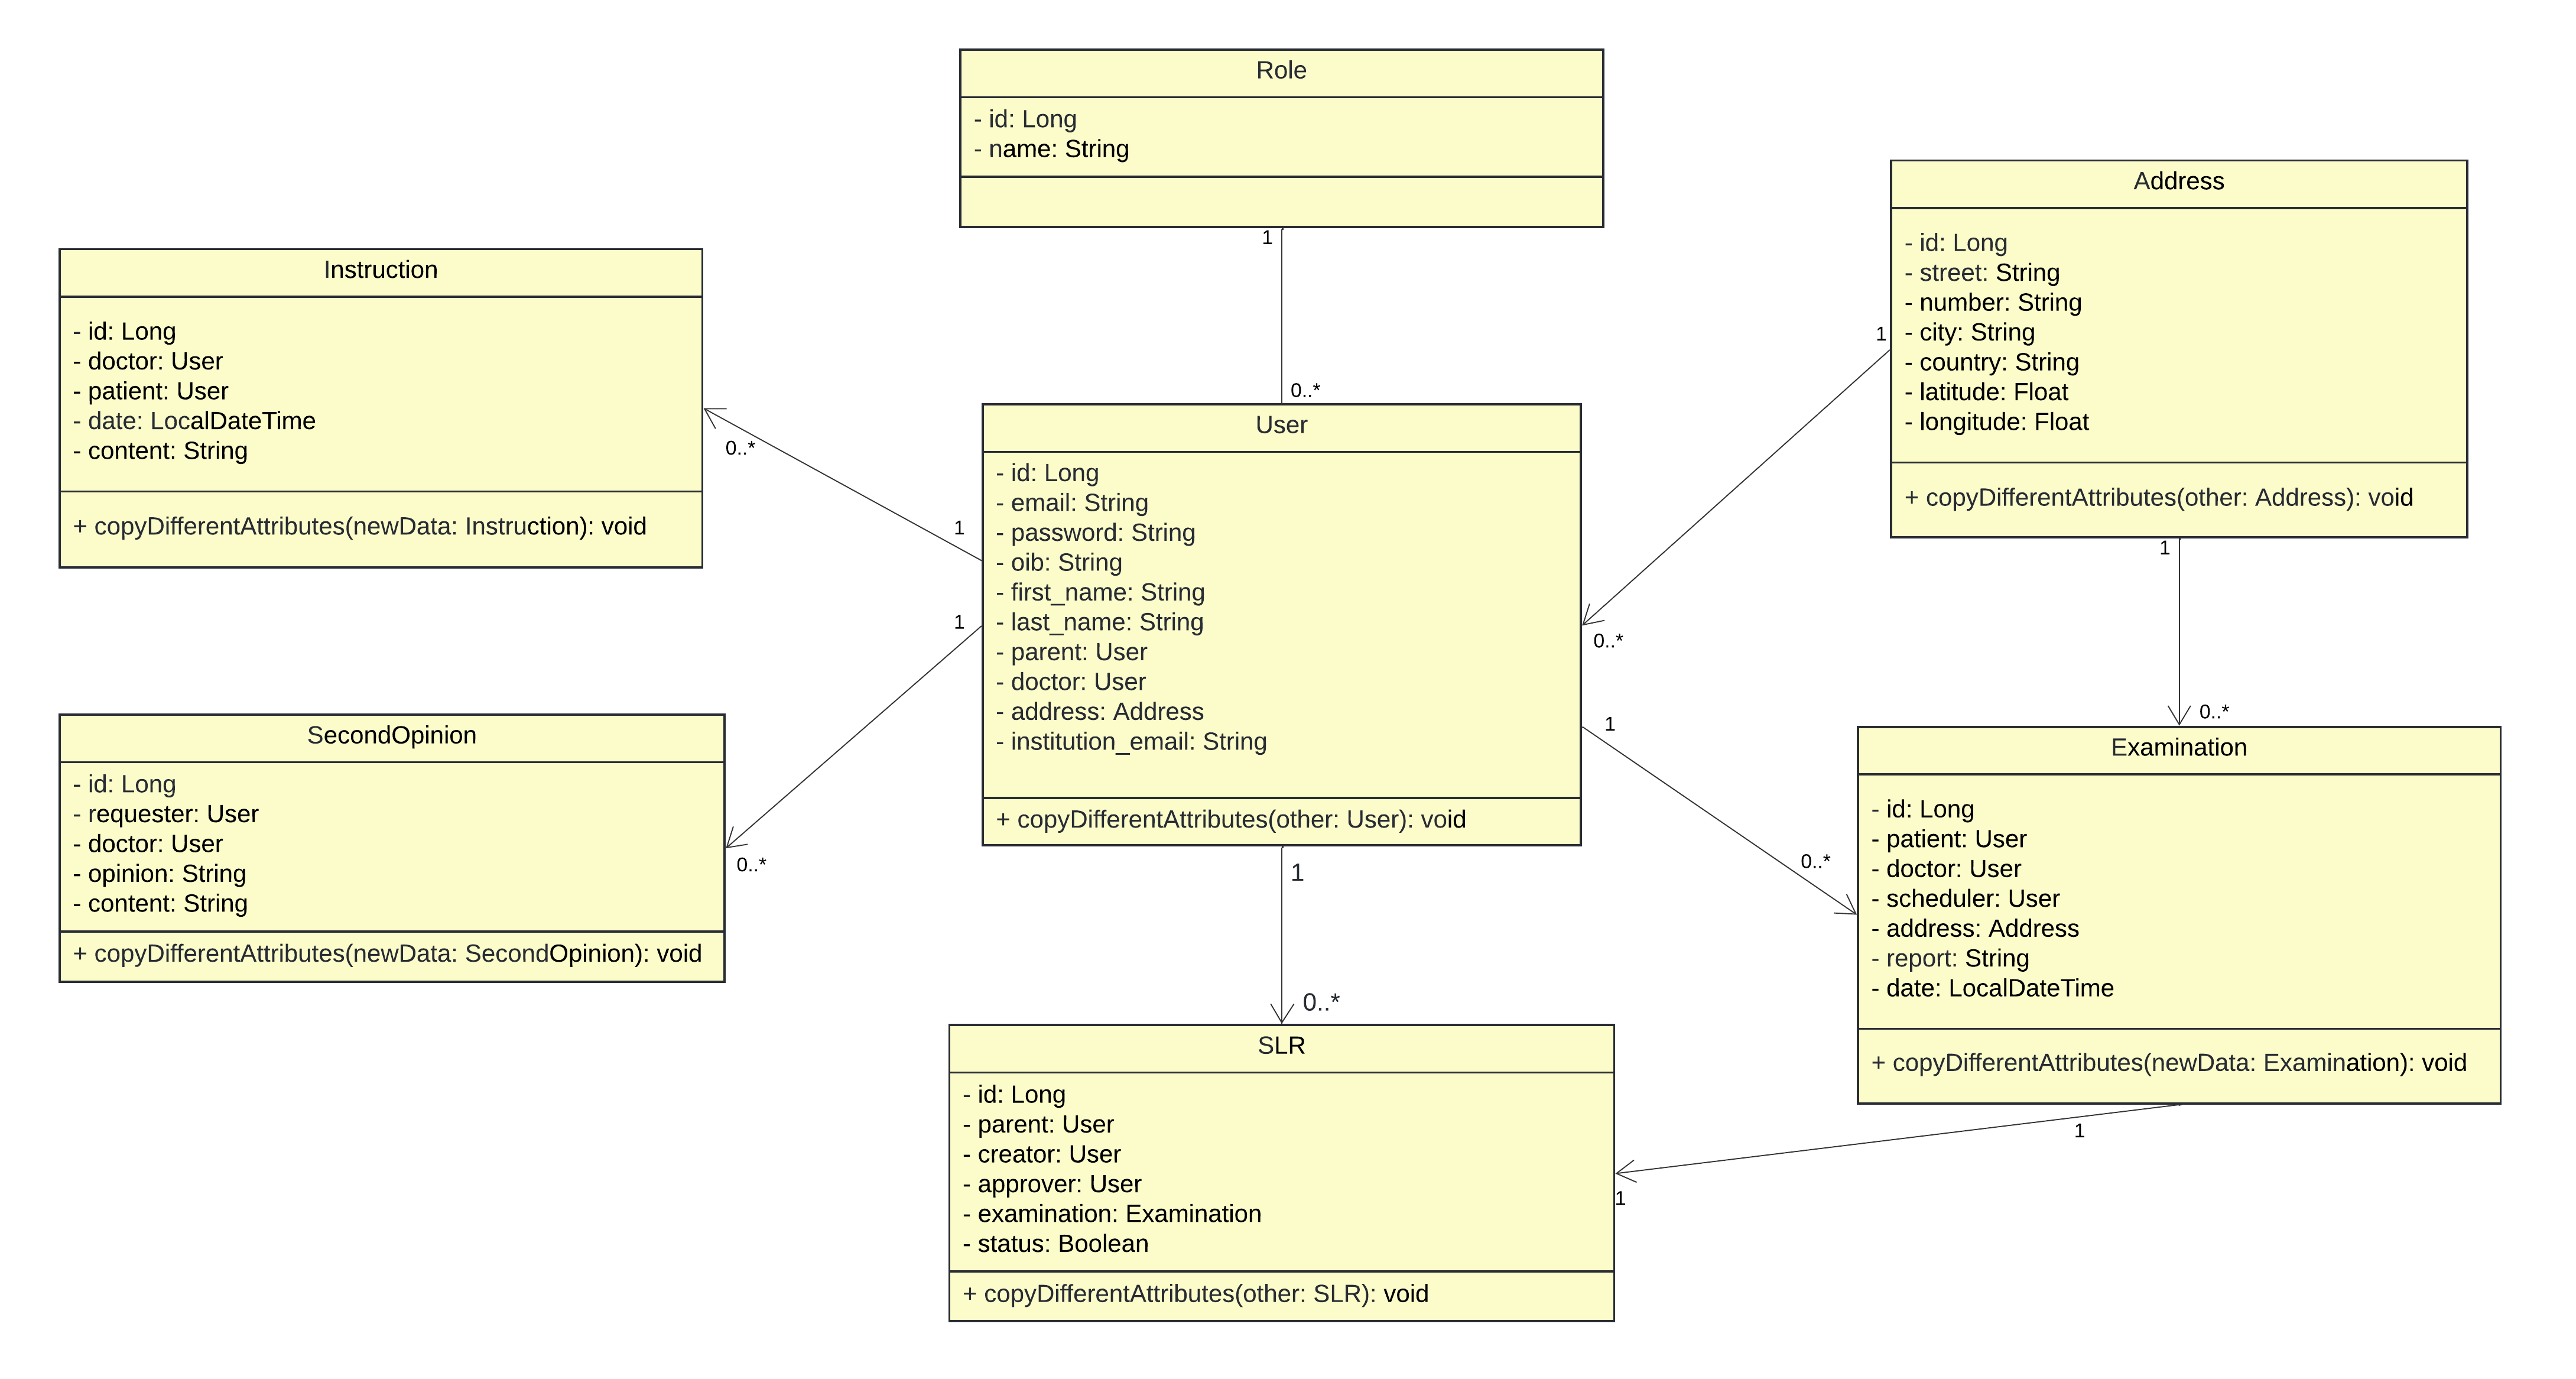 Role
- id: Long
- name: String
1
0..*
Address
- id: Long
- street: String
- number: String
- city: String
- country: String
- latitude: Float
- longitude: Float
+ copyDifferentAttributes(other: Address): void
1
0..*
1
0..*
Instruction
- id: Long
- doctor: User
- patient: User
- date: LocalDateTime
- content: String
+ copyDifferentAttributes(newData: Instruction): void
0..*
1
User
- id: Long
- email: String
- password: String
- oib: String
- first_name: String
- last_name: String
- parent: User
- doctor: User
- address: Address
- institution_email: String
+ copyDifferentAttributes(other: User): void
1
0..*
1
0..*
1
0..*
SecondOpinion
- id: Long
- requester: User
- doctor: User
- opinion: String
- content: String
+ copyDifferentAttributes(newData: SecondOpinion): void
Examination
- id: Long
- patient: User
- doctor: User
- scheduler: User
- address: Address
- report: String
- date: LocalDateTime
+ copyDifferentAttributes(newData: Examination): void
1
1
SLR
- id: Long
- parent: User
- creator: User
- approver: User
- examination: Examination
- status: Boolean
+ copyDifferentAttributes(other: SLR): void